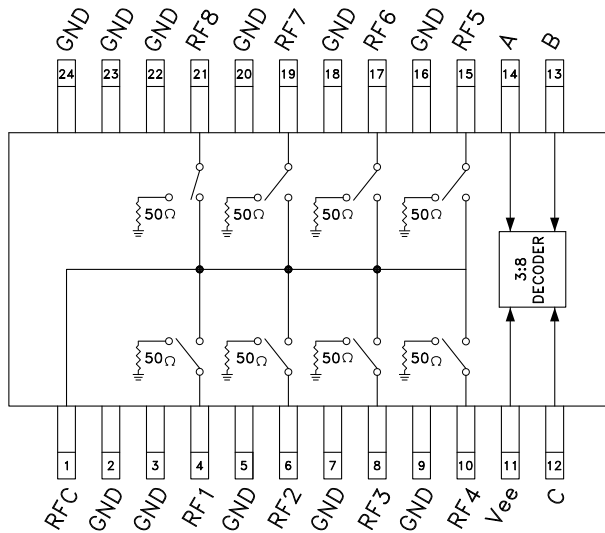 GND GND GND RF8 GND RF7 GND RF6 GND RF5 A B
24 23 22 21 20 19 18 17 16 15 14 13
50Ω 50Ω 50Ω 50Ω
3:8
DECODER
50Ω 50Ω 50Ω 50Ω
1 2 3 4 5 6 7 8 9 10 11 12
RFC GND GND RF1 GND RF2 GND RF3 GND RF4 Vee C